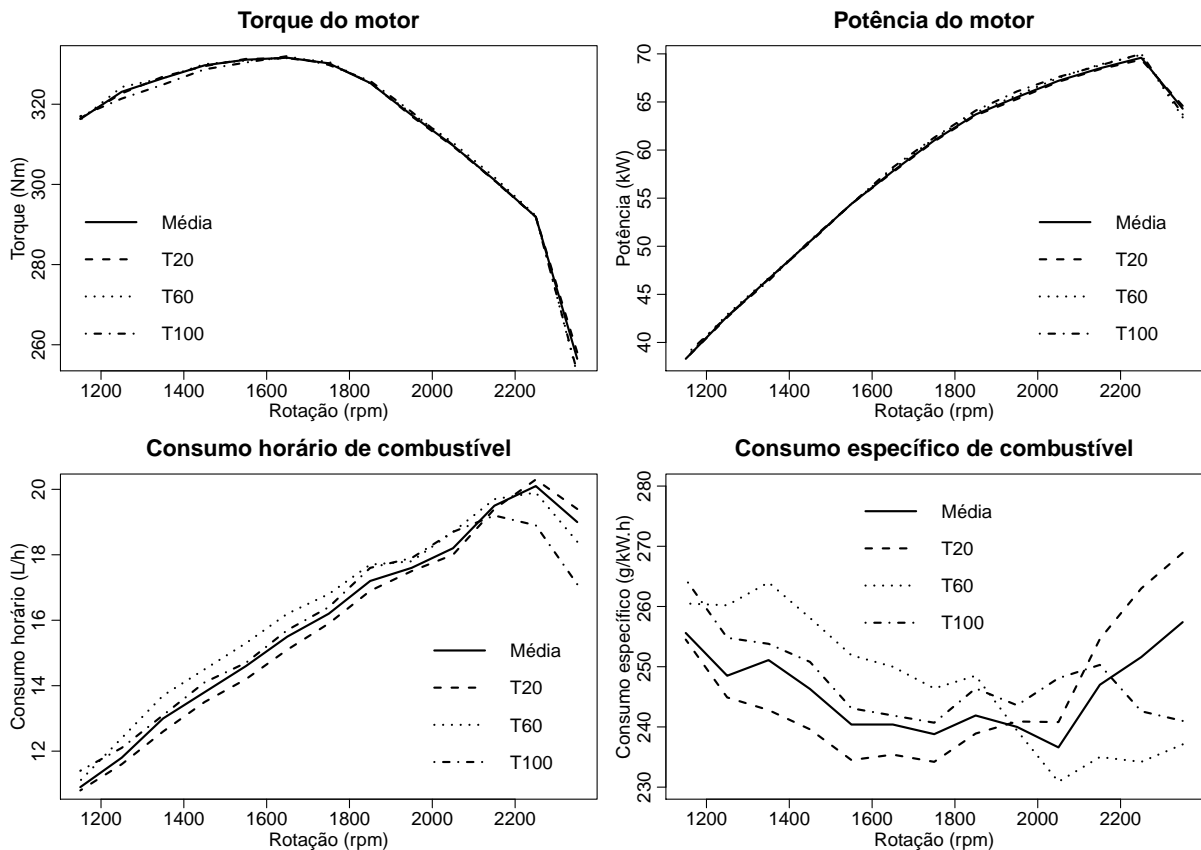 Torque do motor
Torque (Nm)
320
300
280
260
Média
T20
T60
T100
1200 1400 1600 1800 2000 2200
Rotação (rpm)
Potência do motor
Potência (kW)
70
65
60
55
50
45
40
Média
T20
T60
T100
1200 1400 1600 1800 2000 2200
Rotação (rpm)
Consumo horário de combustível
Consumo horário (L/h)
20
18
16
14
12
Média
T20
T60
T100
1200 1400 1600 1800 2000 2200
Rotação (rpm)
Consumo específico de combustível
Consumo específico (g/kW.h)
280
270
260
250
240
230
Média
T20
T60
T100
1200 1400 1600 1800 2000 2200
Rotação (rpm)